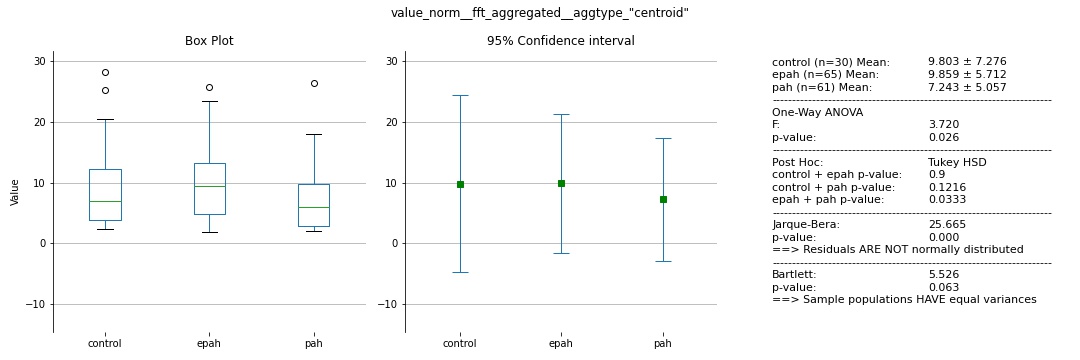 value_norm__fft_aggregated__aggtype_"centroid"
Box Plot
30
20
10
0
−10
Value
control
epah
pah
95% Confidence interval
30
20
10
0
−10
control
epah
pah
control (n=30) Mean: 9.803 ± 7.276
epah (n=65) Mean: 9.859 ± 5.712
pah (n=61) Mean: 7.243 ± 5.057
One-Way ANOVA
F: 3.720
p-value: 0.026
Post Hoc: Tukey HSD
control + epah p-value: 0.9
control + pah p-value: 0.1216
epah + pah p-value: 0.0333
Jarque-Bera: 25.665
p-value: 0.000
==> Residuals ARE NOT normally distributed
Bartlett: 5.526
p-value: 0.063
==> Sample populations HAVE equal variances